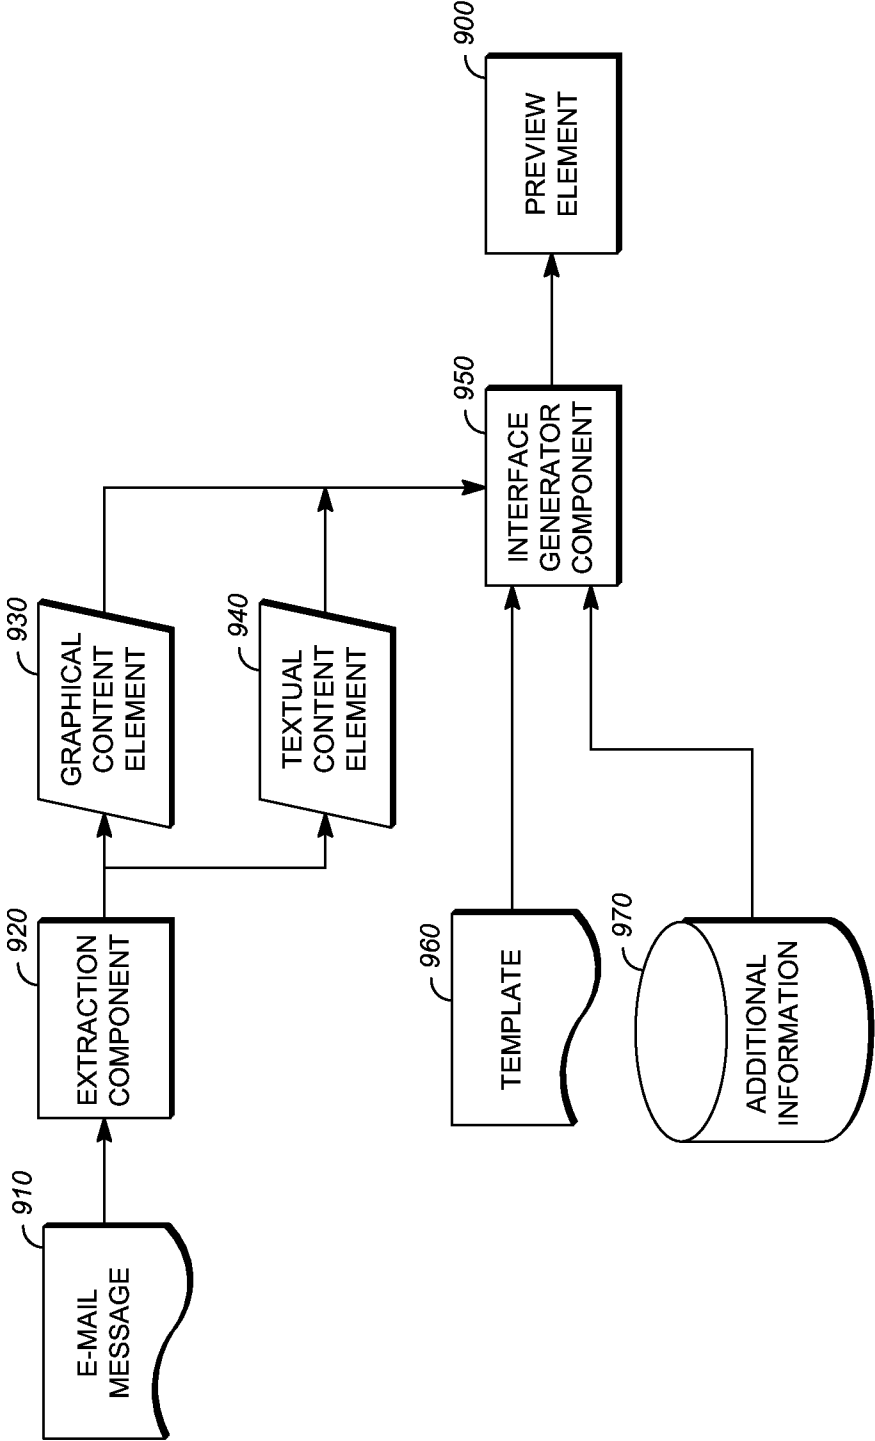 910
E-MAIL
MESSAGE
920
EXTRACTION
COMPONENT
930
GRAPHICAL
CONTENT
ELEMENT
940
TEXTUAL
CONTENT
ELEMENT
960
TEMPLATE
970
ADDITIONAL
INFORMATION
950
INTERFACE
GENERATOR
COMPONENT
900
PREVIEW
ELEMENT